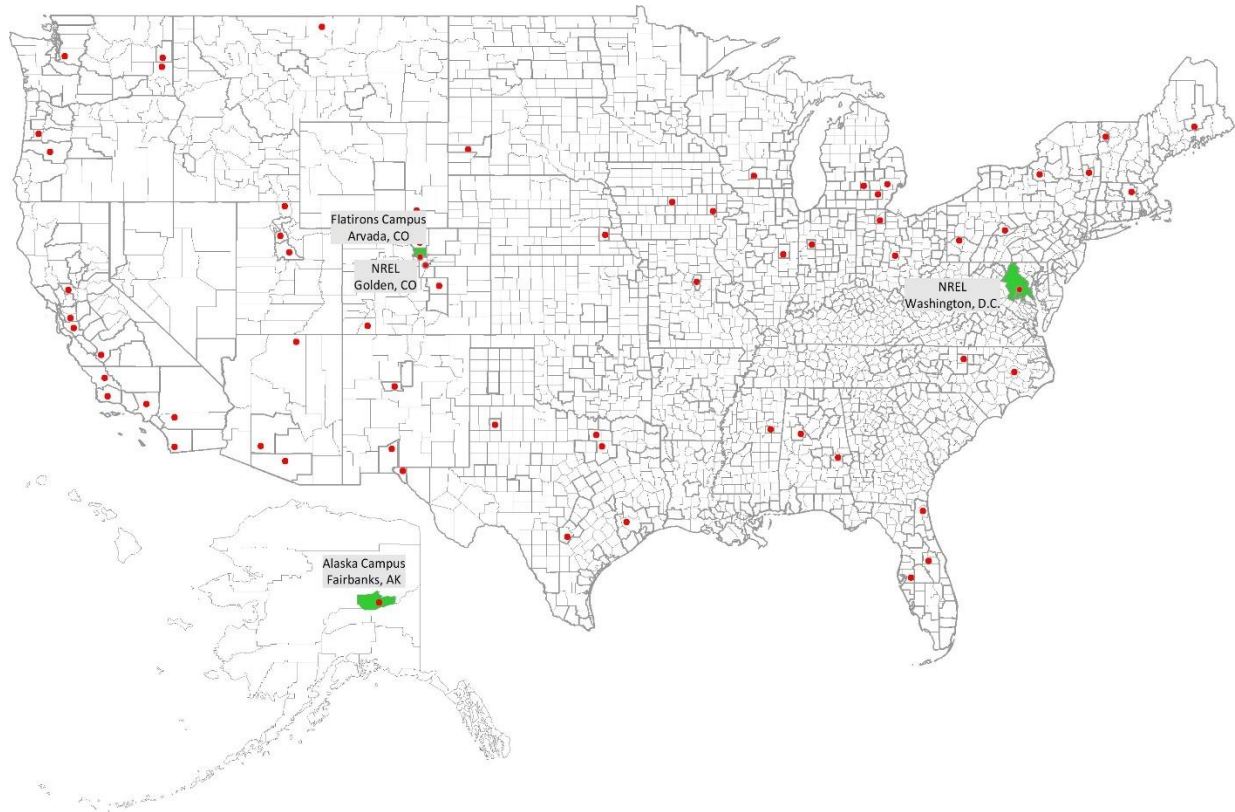 Flatirons Campus
Arvada, CO
NREL
Golden, CO
NREL
Washington, D.C.
Alaska Campus
Fairbanks, AK